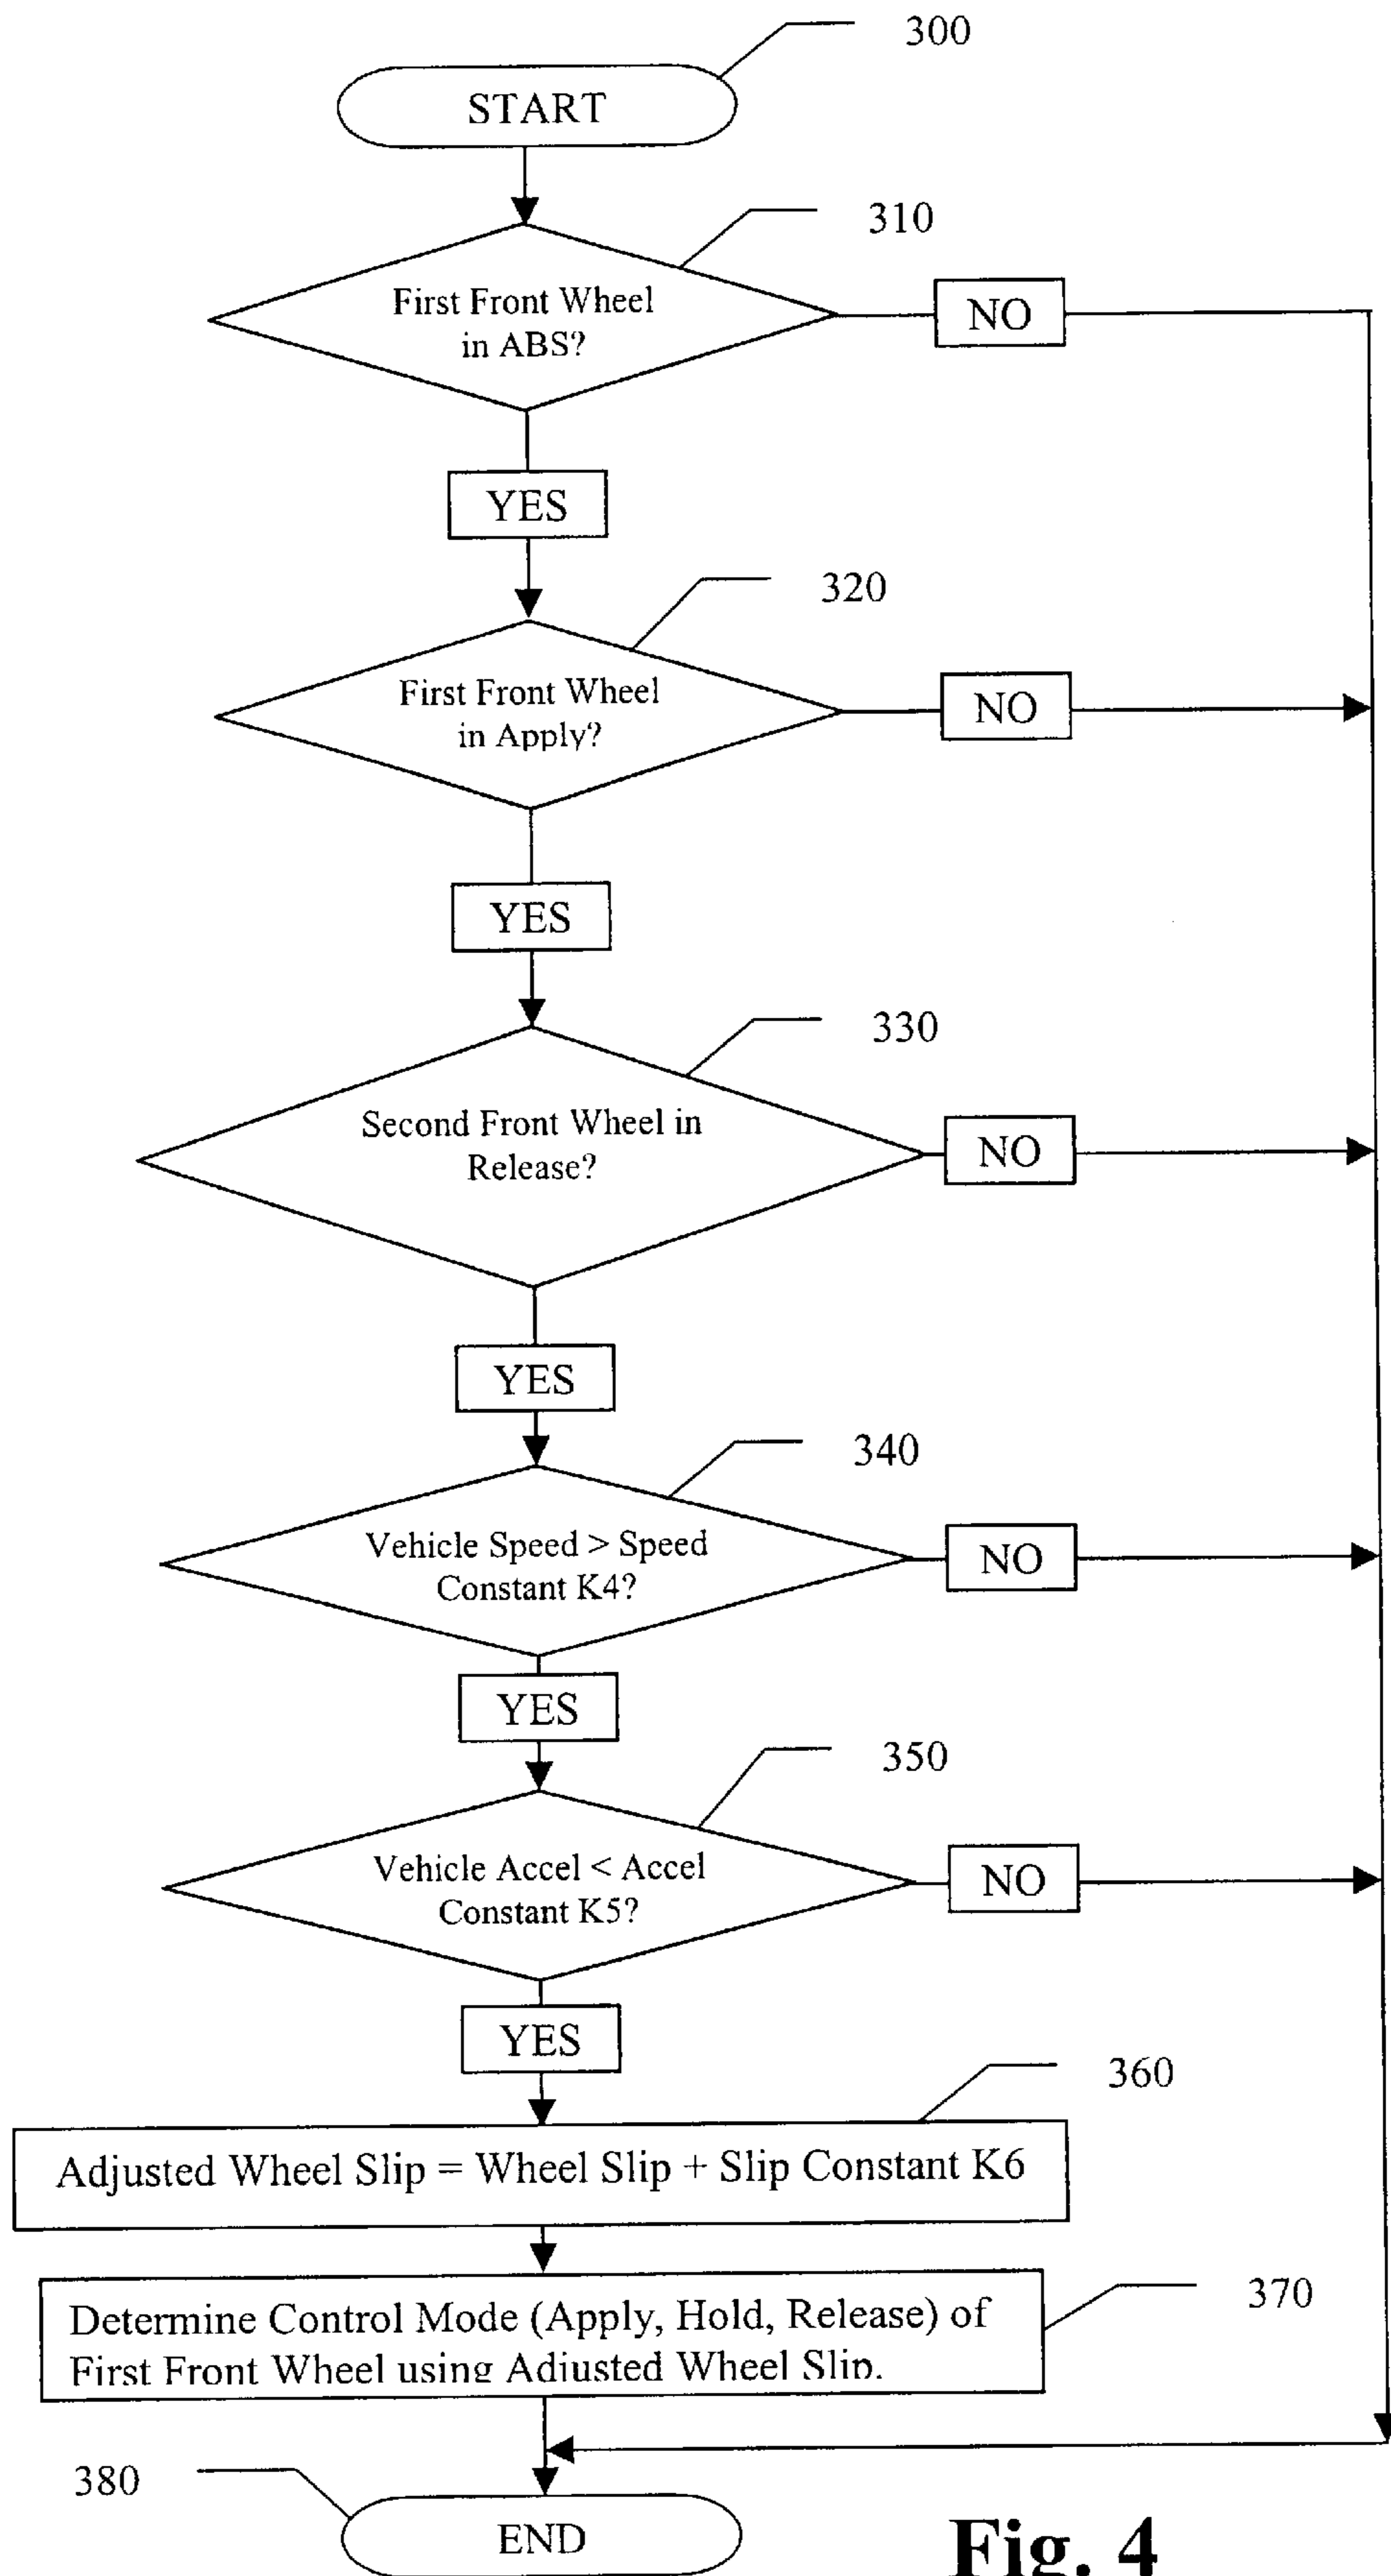 300
START
310
First Front Wheel
in ABS?
NO
YES
320
First Front Wheel
in Apply?
NO
YES
330
Second Front Wheel in
Release?
NO
YES
340
Vehicle Speed > Speed
Constant K4?
NO
YES
350
Vehicle Accel < Accel
Constant K5?
NO
YES
360
Adjusted Wheel Slip = Wheel Slip + Slip Constant K6
370
Determine Control Mode (Apply, Hold, Release) of
First Front Wheel using Adjusted Wheel Slip.
380
END
Fig. 4